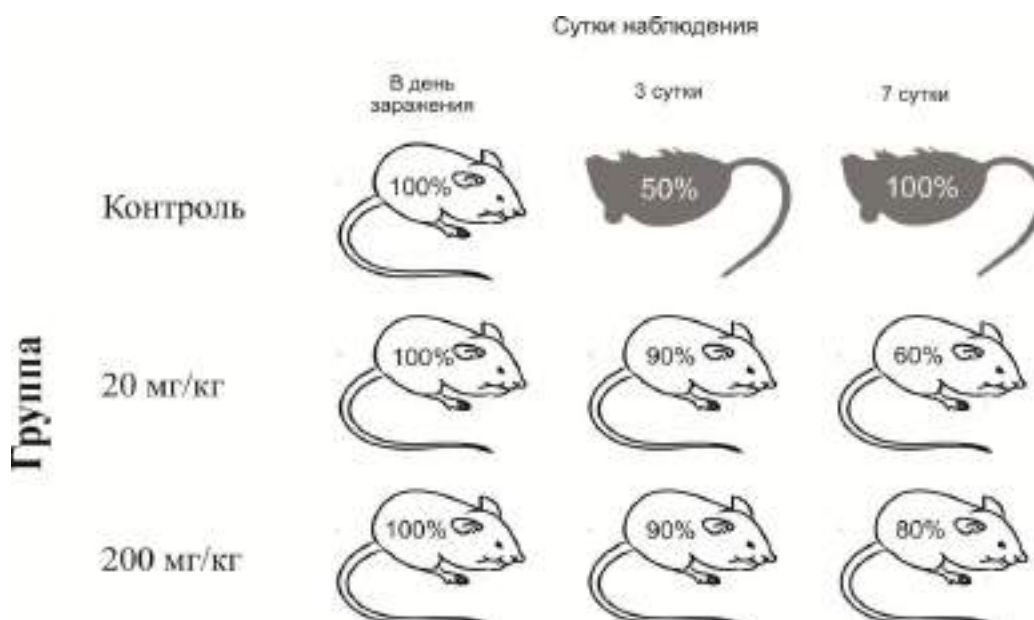 Сутки наблюдения
В день
заражения
3 сутки
7 сутки
Контроль
100%
50%
100%
Группа
20 мг/кг
100%
90%
60%
200 мг/кг
100%
90%
80%